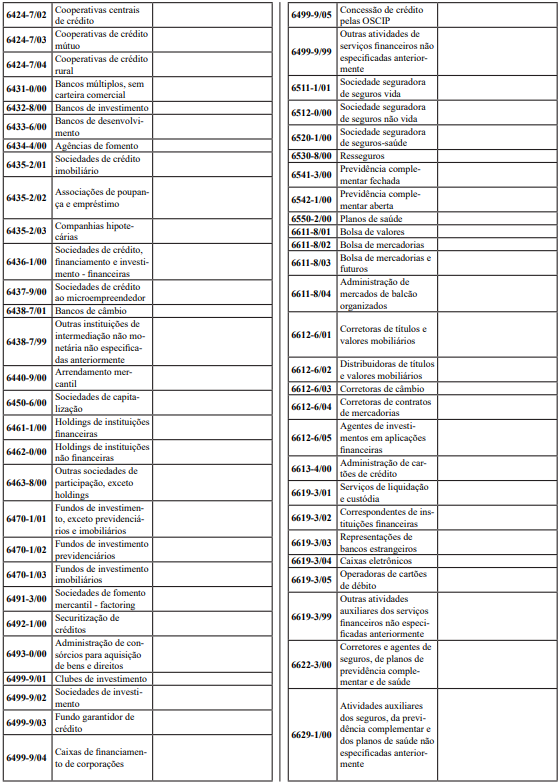 6424-7/02 Cooperativas centrais
de crédito
6424-7/03 Cooperativas de crédito
mútuo
6424-7/04 Cooperativas de crédito
rural
6431-0/00 Bancos múltiplos, sem
carteira comercial
6432-8/00 Bancos de investimento
6433-6/00 Bancos de desenvolvi-
mento
6434-4/00 Agências de fomento
6435-2/01 Sociedades de crédito
imobiliário
6435-2/02 Associações de poupan-
ça e empréstimo
6435-2/03 Companhias hipote-
cárias
6436-1/00 Sociedades de crédito,
financiamento e investi-
mento - financeiras
6437-9/00 Sociedades de crédito
ao microempreendedor
6438-7/01 Bancos de câmbio
6438-7/99 Outras instituições de
intermediação não mo-
netária não especifica-
das anteriormente
6440-9/00 Arrendamento mer-
cantil
6450-6/00 Sociedades de capita-
lização
6461-1/00 Holdings de instituições
financeiras
6462-0/00 Holdings de instituições
não financeiras
6463-8/00 Outras sociedades de
participação, exceto
holdings
6470-1/01 Fundos de investimen-
to, exceto previdenciá-
rios e imobiliários
6470-1/02 Fundos de investimento
previdenciários
6470-1/03 Fundos de investimento
imobiliários
6491-3/00 Sociedades de fomento
mercantil - factoring
6492-1/00 Securitização de
créditos
6493-0/00 Administração de con-
sórcios para aquisição
de bens e direitos
6499-9/01 Clubes de investimento
6499-9/02 Sociedades de investi-
mento
6499-9/03 Fundo garantidor de
crédito
6499-9/04 Caixas de financiamen-
to de corporações
6499-9/05 Concessão de crédito
pelas OSCIP
6499-9/99 Outras atividades de
serviços financeiros não
especificadas anterior-
mente
6511-1/01 Sociedade seguradora
de seguros vida
6512-0/00 Sociedade seguradora
de seguros não vida
6520-1/00 Sociedade seguradora
de seguros-saúde
6530-8/00 Resseguros
6541-3/00 Previdência comple-
mentar fechada
6542-1/00 Previdência comple-
mentar aberta
6550-2/00 Planos de saúde
6611-8/01 Bolsa de valores
6611-8/02 Bolsa de mercadorias
6611-8/03 Bolsa de mercadorias e
futuros
6611-8/04 Administração de
mercados de balcão
organizados
6612-6/01 Corretoras de títulos e
valores mobiliários
6612-6/02 Distribuidoras de títulos
e valores mobiliários
6612-6/03 Corretoras de câmbio
6612-6/04 Corretoras de contratos
de mercadorias
6612-6/05 Agentes de investi-
mentos em aplicações
financeiras
6613-4/00 Administração de car-
tões de crédito
6619-3/01 Serviços de liquidação
e custódia
6619-3/02 Correspondentes de ins-
tituições financeiras
6619-3/03 Representações de
bancos estrangeiros
6619-3/04 Caixas eletrônicos
6619-3/05 Operadoras de cartões
de débito
6619-3/99 Outras atividades
auxiliares dos serviços
financeiros não especi-
ficadas anteriormente
6622-3/00 Corretores e agentes de
seguros, de planos de
previdência comple-
mentar e de saúde
6629-1/00 Atividades auxiliares
dos seguros, da previ-
dência complementar e
dos planos de saúde não
especificadas anterior-
mente